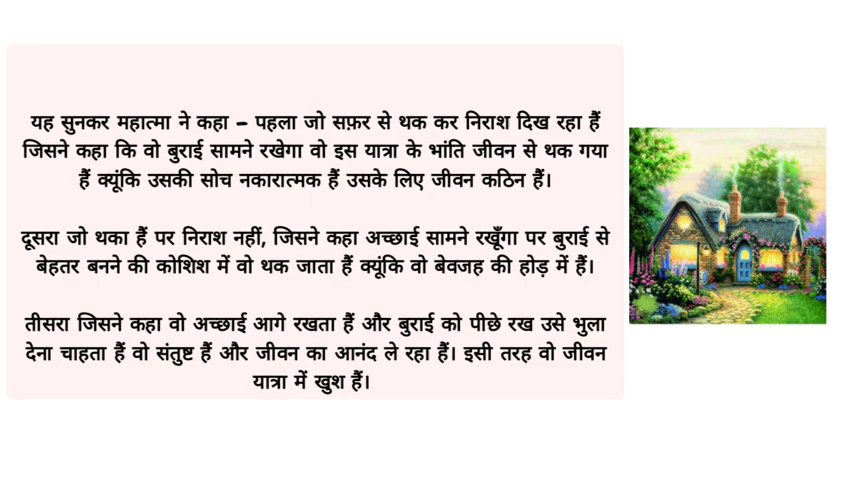 यह सुनकर महात्मा ने कहा – पहला जो सफ़र से थक कर निराश दिख रहा हैं
जिसने कहा कि वो बुराई सामने रखेगा वो इस यात्रा के भांति जीवन से थक गया
हैं क्यूंकि उसकी सोच नकारात्मक हैं उसके लिए जीवन कठिन हैं।
दूसरा जो थका हैं पर निराश नहीं, जिसने कहा अच्छाई सामने रखूँगा पर बुराई से
बेहतर बनने की कोशिश में वो थक जाता हैं क्यूंकि वो बेवजह की होड़ में हैं।
तीसरा जिसने कहा वो अच्छाई आगे रखता हैं और बुराई को पीछे रख उसे भुला
देना चाहता हैं वो संतुष्ट हैं और जीवन का आनंद ले रहा हैं। इसी तरह वो जीवन
यात्रा में खुश हैं।